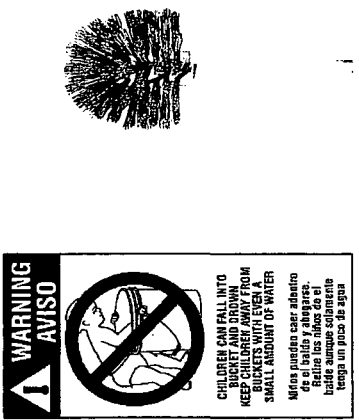 WARNING
AVISO
CHILDREN CAN FALL INTO
BUCKET AND DROWN
KEEP CHILDREN AWAY FROM
BUCKETS WITH EVEN A
SMALL AMOUNT OF WATER
Niños pueden caer adentro
de el balde y ahogarse.
Retire los niños de el
balde aunque solamente
tenga un poco de agua